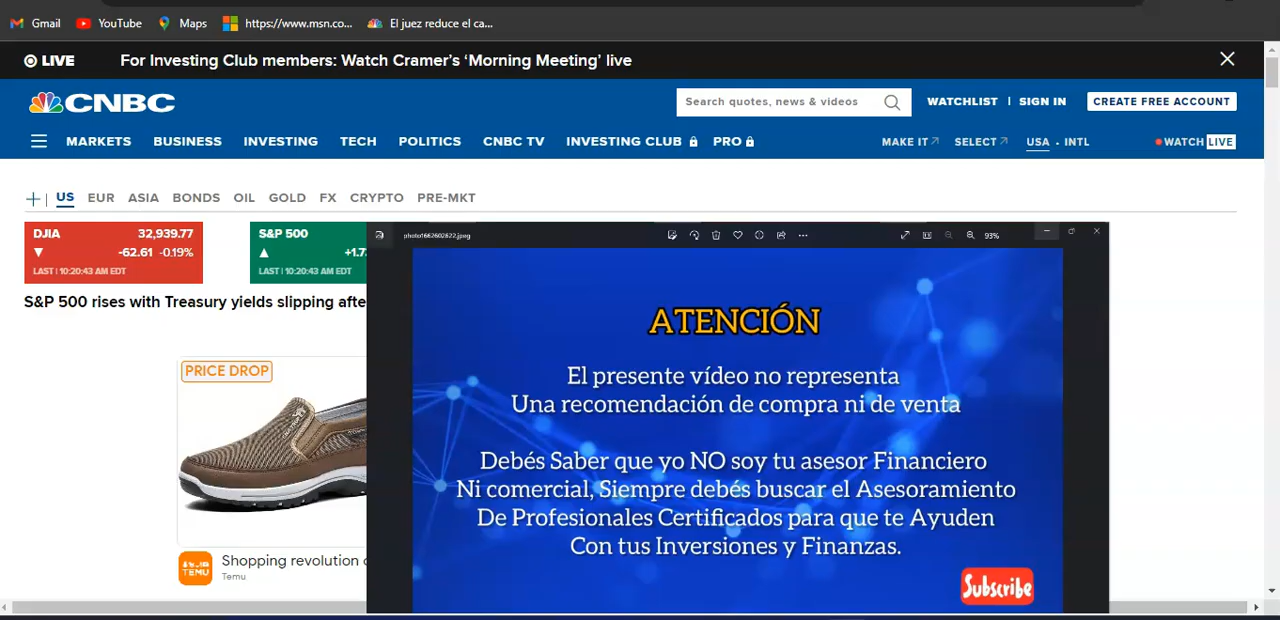 Gmail
YouTube
Maps
https://www.msn.co...
El juez reduce el ca...
LIVE
For Investing Club members: Watch Cramer's ‘Morning Meeting’ live
CNBC
Search quotes, news & videos
WATCHLIST | SIGN IN
CREATE FREE ACCOUNT
MARKETS BUSINESS INVESTING TECH POLITICS CNBC TV INVESTING CLUB PRO
MAKE IT SELECT USA • INTL
WATCH LIVE
US EUR ASIA BONDS OIL GOLD FX CRYPTO PRE-MKT
DJIA 32,939.77
-62.61 -0.19%
LAST | 10:20:43 AM EDT
S&P 500
+1.7
LAST | 10:20:43 AM EDT
S&P 500 rises with Treasury yields slipping afte
PRICE DROP
TEMU
Shopping revolution
Temu
93%
ATENCIÓN
El presente vídeo no representa
Una recomendación de compra ni de venta
Debés Saber que yo NO soy tu asesor Financiero
Ni comercial, Siempre debés buscar el Asesoramiento
De Profesionales Certificados para que te Ayuden
Con tus Inversiones y Finanzas.
Subscribe